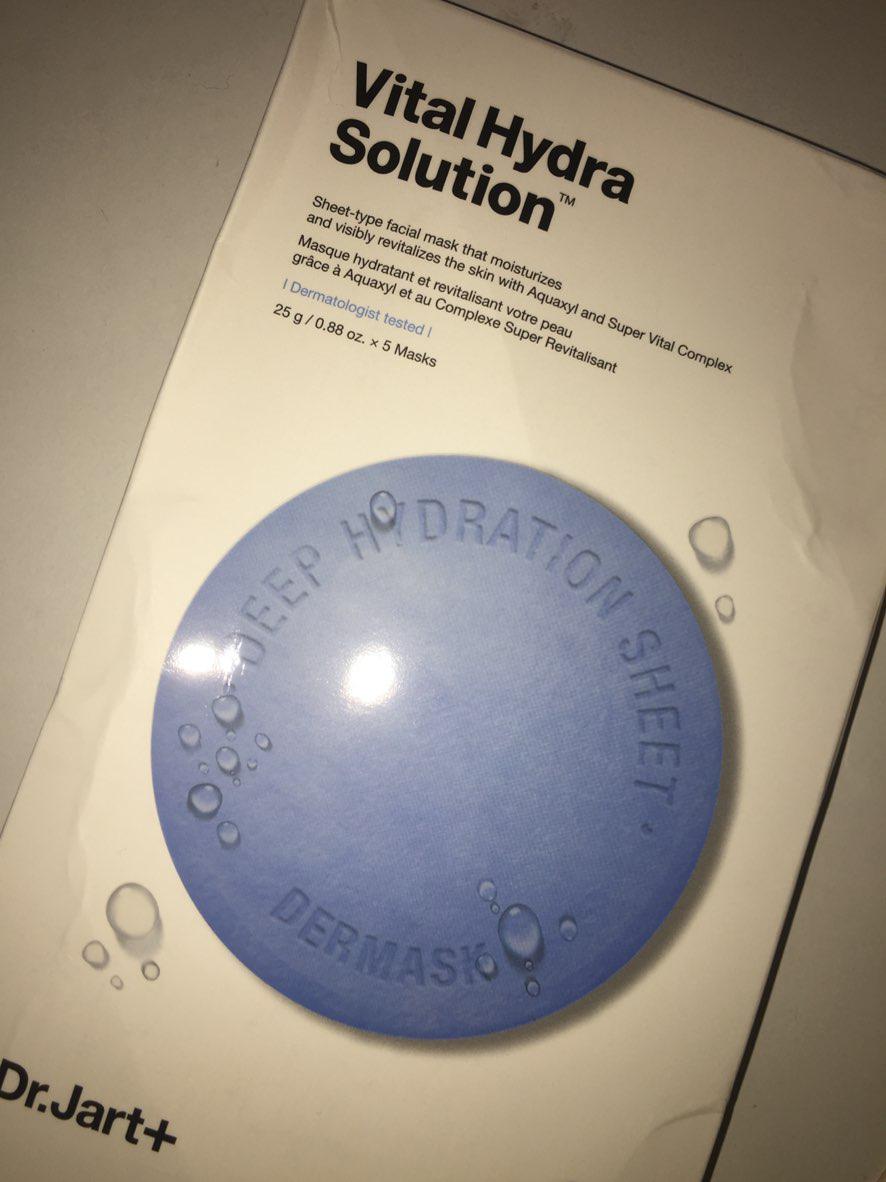 Vital Hydra
Solution™
Sheet-type facial mask that moisturizes
and visibly revitalizes the skin with Aquaxyl and Super Vital Complex
Masque hydratant et revitalisant votre peau
grâce à Aquaxyl et au Complexe Super Revitalisant
| Dermatologist tested |
25 g / 0.88 oz. × 5 Masks
DEEP HYDRATION SHEET ·
DERMASK
Dr.Jart+